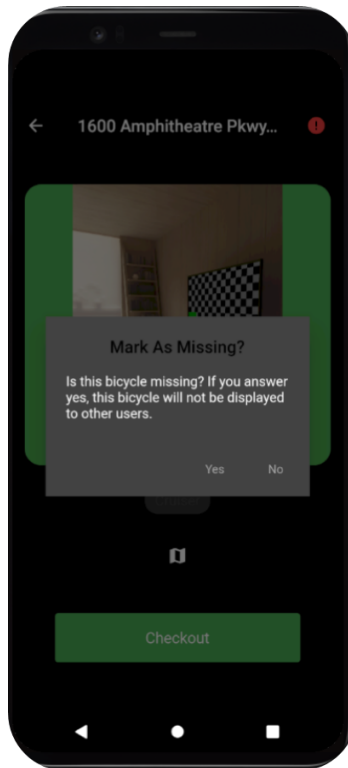 1600 Amphitheatre Pkwy...
Mark As Missing?
Is this bicycle missing? If you answer
yes, this bicycle will not be displayed
to other users.
Yes No
Checkout